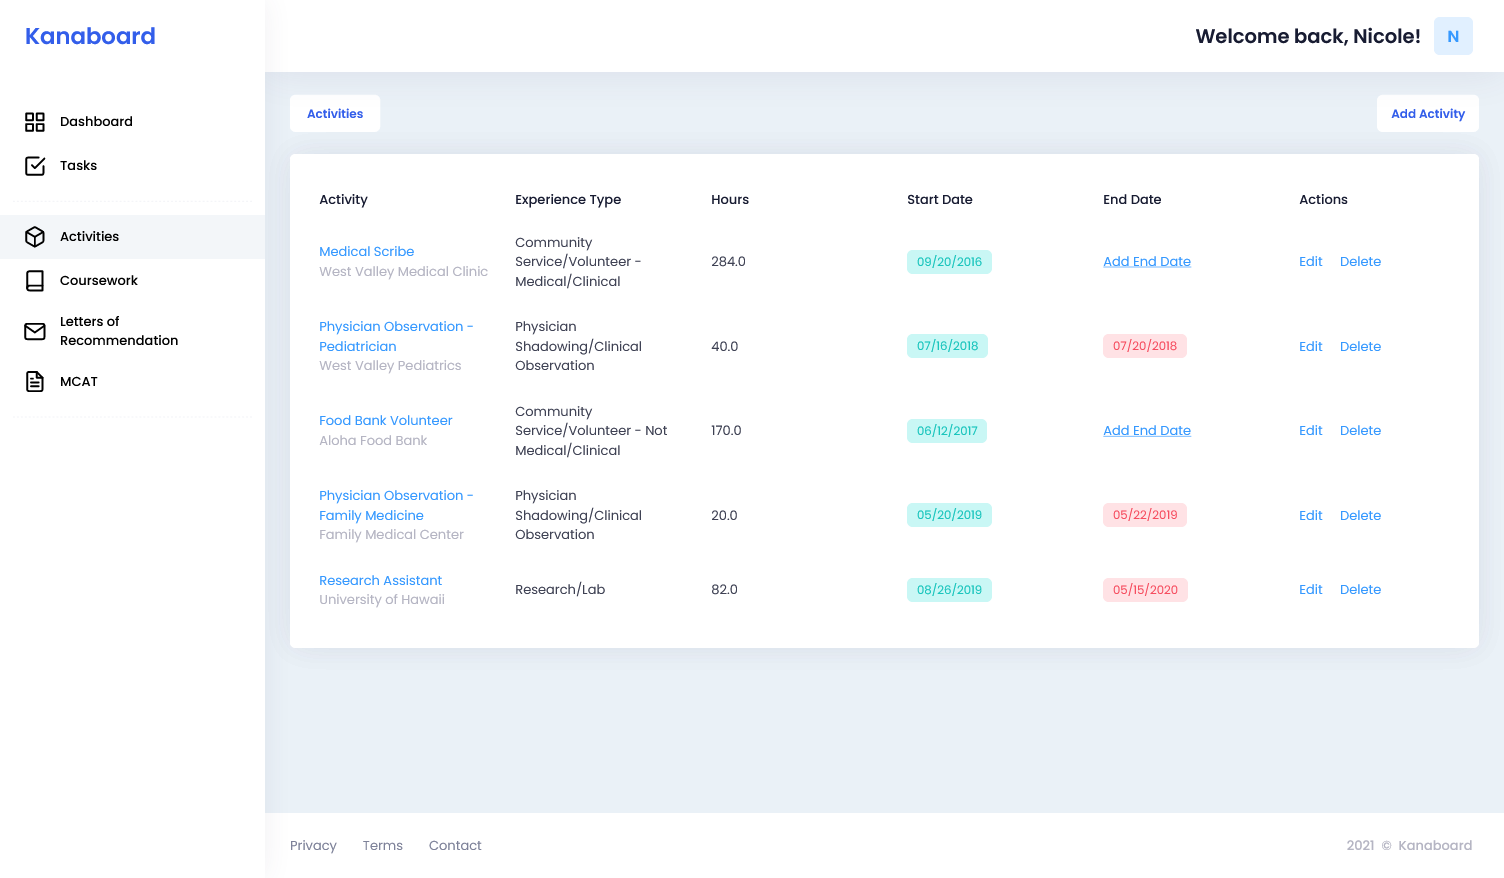 Kanaboard
Welcome back, Nicole!
N
Dashboard
Tasks
Activities
Coursework
Letters of
Recommendation
MCAT
Activities
Add Activity
Activity
Experience Type
Hours
Start Date
End Date
Actions
Medical Scribe
West Valley Medical Clinic
Community
Service/Volunteer -
Medical/Clinical
284.0
09/20/2016
Add End Date
Edit
Delete
Physician Observation -
Pediatrician
West Valley Pediatrics
Physician
Shadowing/Clinical
Observation
40.0
07/16/2018
07/20/2018
Edit
Delete
Food Bank Volunteer
Aloha Food Bank
Community
Service/Volunteer - Not
Medical/Clinical
170.0
06/12/2017
Add End Date
Edit
Delete
Physician Observation -
Family Medicine
Family Medical Center
Physician
Shadowing/Clinical
Observation
20.0
05/20/2019
05/22/2019
Edit
Delete
Research Assistant
University of Hawaii
Research/Lab
82.0
08/26/2019
05/15/2020
Edit
Delete
Privacy
Terms
Contact
2021 © Kanaboard